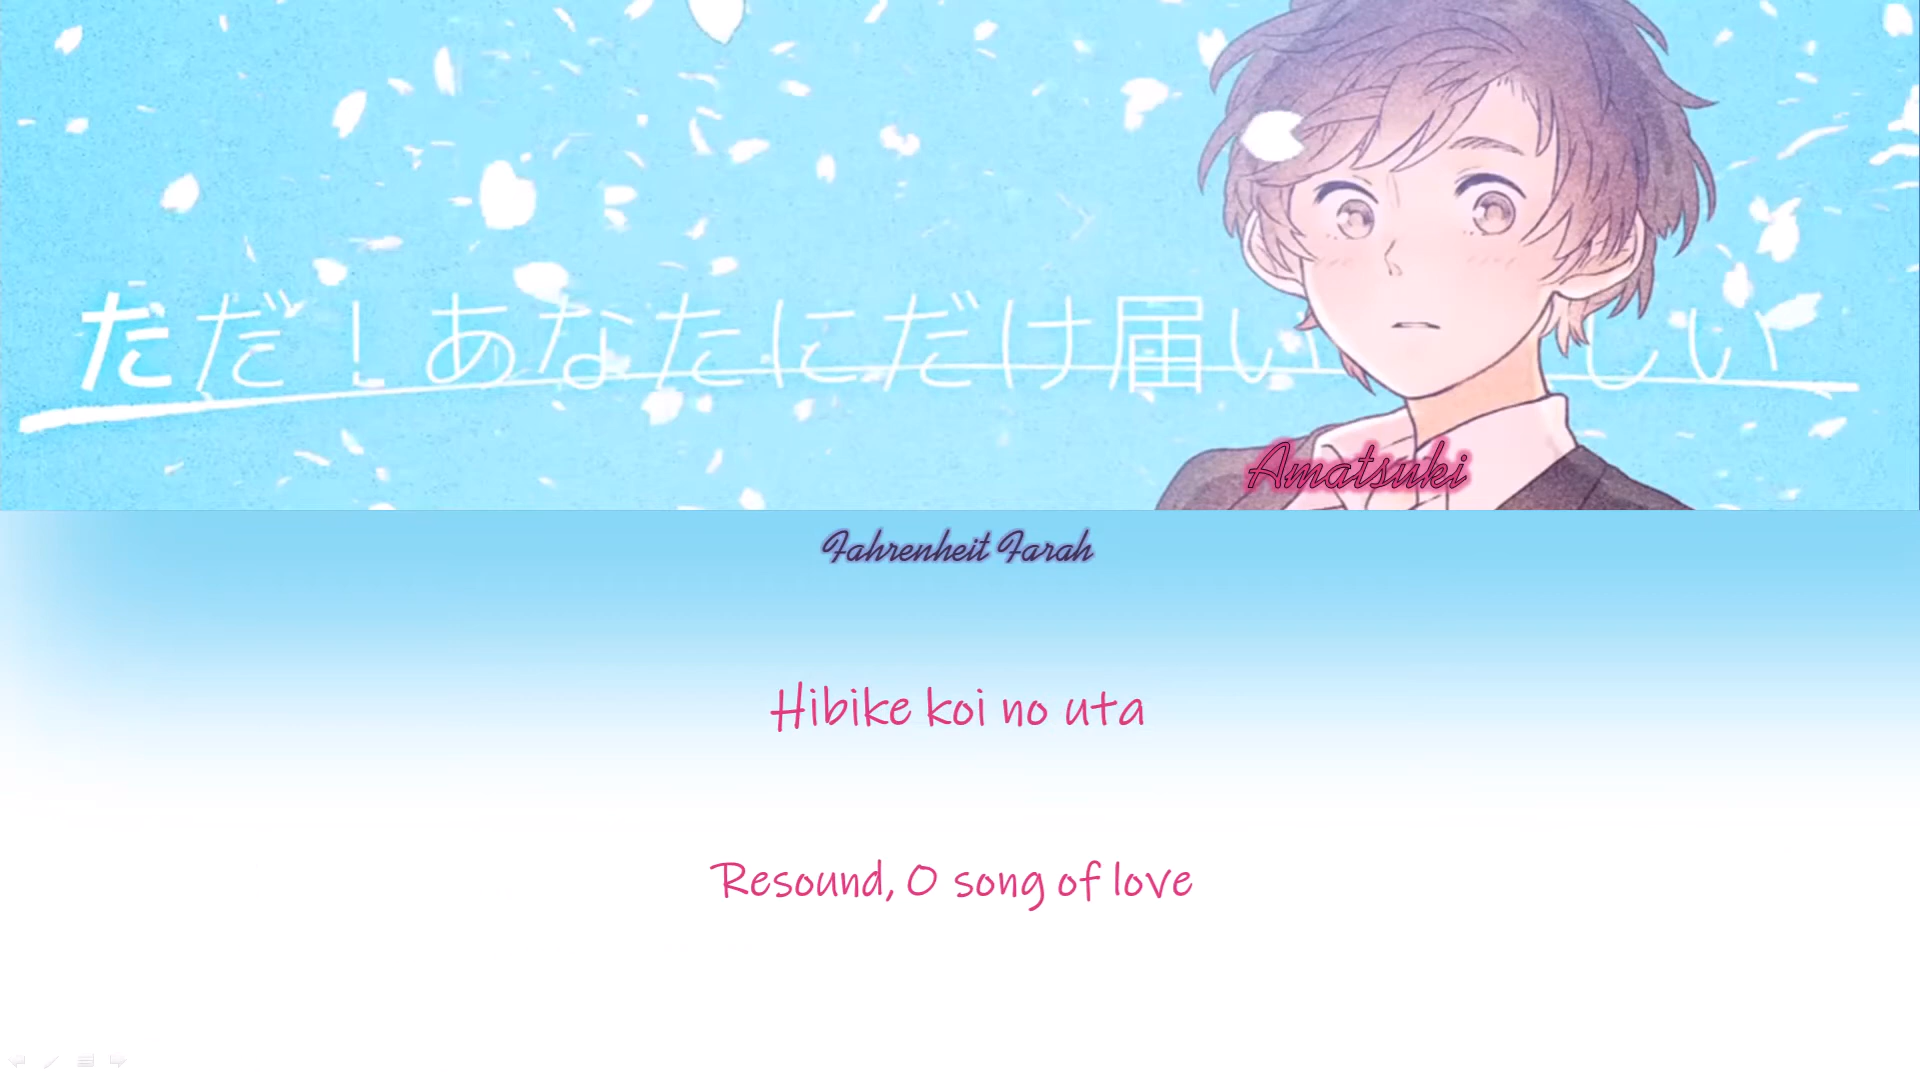 ただ！あなたにだけ届い しい
Amatsuki
Fahrenheit Farah
Hibike koi no uta
Resound, O song of love